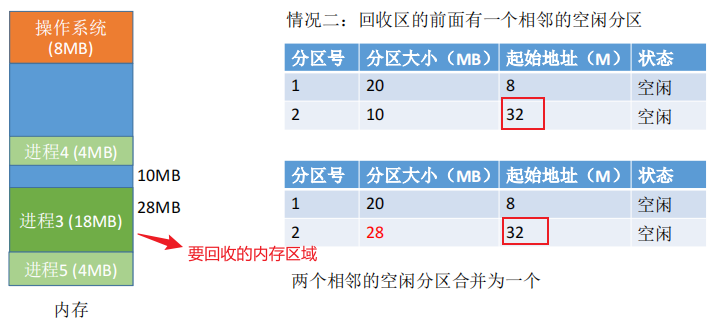 操作系统
(8MB)
进程4 (4MB)
10MB
进程3 (18MB)
28MB
要回收的内存区域
进程5 (4MB)
内存
情况二：回收区的前面有一个相邻的空闲分区
分区号 分区大小（MB） 起始地址（M） 状态
1 20 8 空闲
2 10 32 空闲
分区号 分区大小（MB） 起始地址（M） 状态
1 20 8 空闲
2 28 32 空闲
两个相邻的空闲分区合并为一个